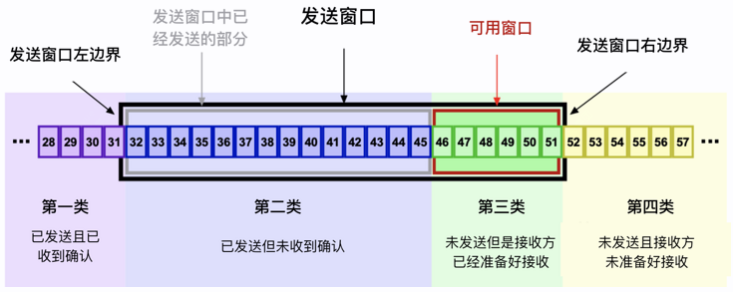 发送窗口中已
经发送的部分
发送窗口
可用窗口
发送窗口左边界
发送窗口右边界
... 28 29 30 31 32 33 34 35 36 37 38 39 40 41 42 43 44 45 46 47 48 49 50 51 52 53 54 55 56 57 ...
第一类
第二类
第三类
第四类
已发送且已
收到确认
已发送但未收到确认
未发送但是接收方
已经准备好接收
未发送且接收方
未准备好接收